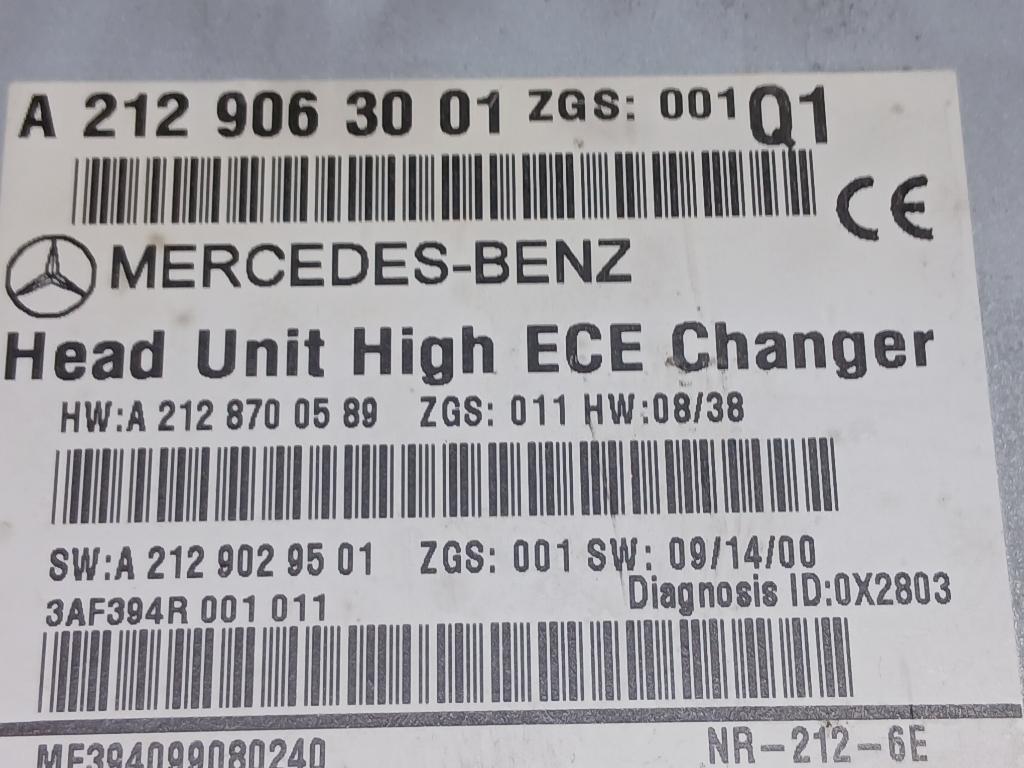 A 212 906 30 01 ZGS: 001 Q1
CE
MERCEDES-BENZ
Head Unit High ECE Changer
HW:A 212 870 05 89 ZGS: 011 HW:08/38
SW:A 212 902 95 01 ZGS: 001 SW: 09/14/00
3AF394R 001 011 Diagnosis ID:0X2803
ME394099080240 NR-212-6E